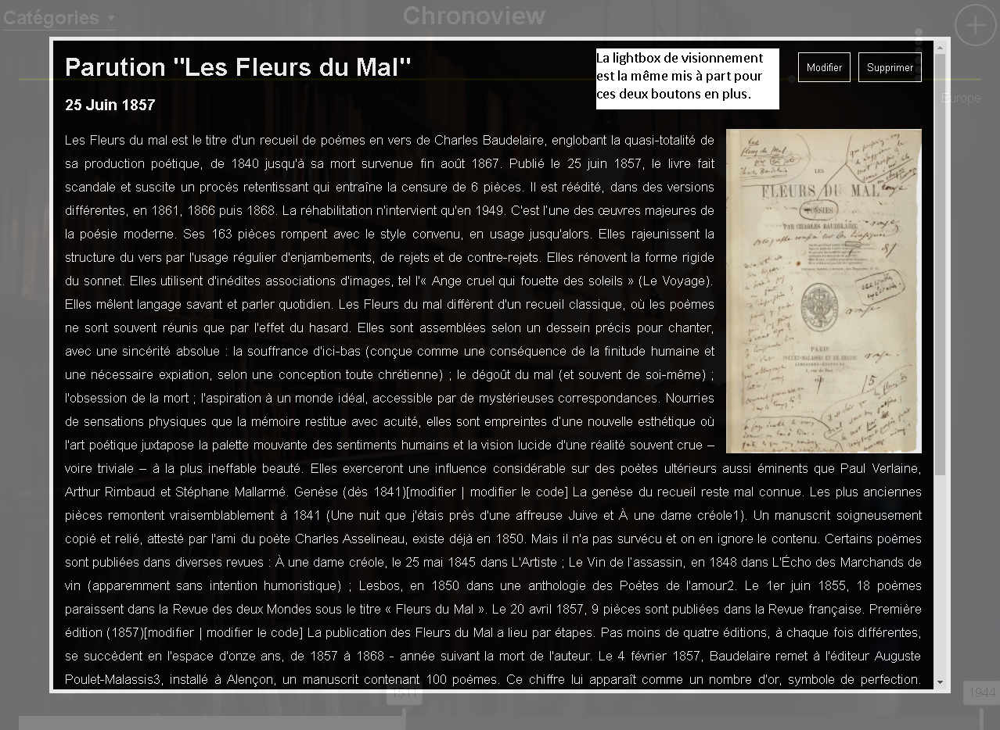 Catégories
Chronoview
Parution "Les Fleurs du Mal"
La lightbox de visionnement
est la même mis à part pour
ces deux boutons en plus.
Modifier
Supprimer
25 Juin 1857
Europe
Les Fleurs du mal est le titre d'un recueil de poèmes en vers de Charles Baudelaire, englobant la quasi-totalité de
sa production poétique, de 1840 jusqu'à sa mort survenue fin août 1867. Publié le 25 juin 1857, le livre fait
scandale et suscite un procès retentissant qui entraîne la censure de 6 pièces. Il est réédité, dans des versions
différentes, en 1861, 1866 puis 1868. La réhabilitation n'intervient qu'en 1949. C'est l'une des œuvres majeures de
la poésie moderne. Ses 163 pièces rompent avec le style convenu, en usage jusqu'alors. Elles rajeunissent la
structure du vers par l'usage régulier d'enjambements, de rejets et de contre-rejets. Elles rénovent la forme rigide
du sonnet. Elles utilisent d'inédites associations d'images, tel l'« Ange cruel qui fouette des soleils » (Le Voyage).
Elles mêlent langage savant et parler quotidien. Les Fleurs du mal diffèrent d'un recueil classique, où les poèmes
ne sont souvent réunis que par l'effet du hasard. Elles sont assemblées selon un dessein précis pour chanter,
avec une sincérité absolue : la souffrance d'ici-bas (conçue comme une conséquence de la finitude humaine et
une nécessaire expiation, selon une conception toute chrétienne) ; le dégoût du mal (et souvent de soi-même) ;
l'obsession de la mort ; l'aspiration à un monde idéal, accessible par de mystérieuses correspondances. Nourries
de sensations physiques que la mémoire restitue avec acuité, elles sont empreintes d'une nouvelle esthétique où
l'art poétique juxtapose la palette mouvante des sentiments humains et la vision lucide d'une réalité souvent crue –
voire triviale – à la plus ineffable beauté. Elles exerceront une influence considérable sur des poètes ultérieurs aussi éminents que Paul Verlaine,
Arthur Rimbaud et Stéphane Mallarmé. Genèse (dès 1841)[modifier | modifier le code] La genèse du recueil reste mal connue. Les plus anciennes
pièces remontent vraisemblablement à 1841 (Une nuit que j'étais près d'une affreuse Juive et À une dame créole1). Un manuscrit soigneusement
copié et relié, attesté par l'ami du poète Charles Asselineau, existe déjà en 1850. Mais il n'a pas survécu et on en ignore le contenu. Certains poèmes
sont publiées dans diverses revues : À une dame créole, le 25 mai 1845 dans L'Artiste ; Le Vin de l'assassin, en 1848 dans L'Écho des Marchands de
vin (apparemment sans intention humoristique) ; Lesbos, en 1850 dans une anthologie des Poètes de l'amour2. Le 1er juin 1855, 18 poèmes
paraissent dans la Revue des deux Mondes sous le titre « Fleurs du Mal ». Le 20 avril 1857, 9 pièces sont publiées dans la Revue française. Première
édition (1857)[modifier | modifier le code] La publication des Fleurs du Mal a lieu par étapes. Pas moins de quatre éditions, à chaque fois différentes,
se succèdent en l'espace d'onze ans, de 1857 à 1868 - année suivant la mort de l'auteur. Le 4 février 1857, Baudelaire remet à l'éditeur Auguste
Poulet-Malassis3, installé à Alençon, un manuscrit contenant 100 poèmes. Ce chiffre lui apparaît comme un nombre d'or, symbole de perfection.
LES
FLEURS DU MAL
POÉSIES
PAR CHARLES BAUDELAIRE
PARIS
POULET-MALASSIS ET DE BROISE
LIBRAIRES-ÉDITEURS
1511
1944